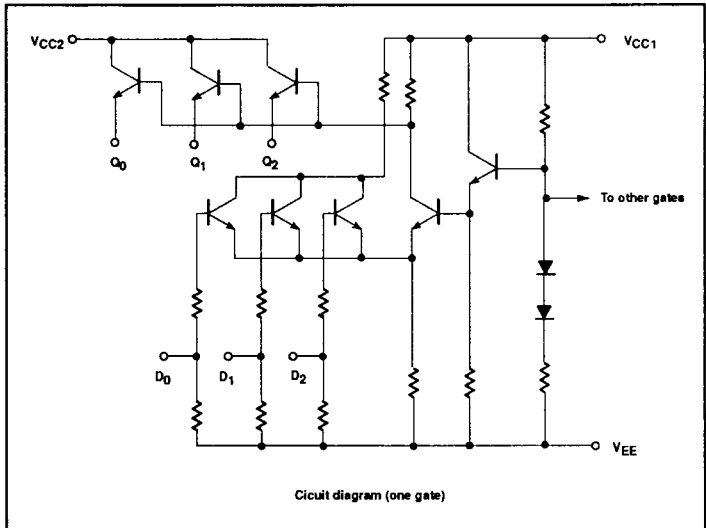 VCC2
VCC1
Q0
Q1
Q2
To other gates
D0
D1
D2
VEE
Cicuit diagram (one gate)